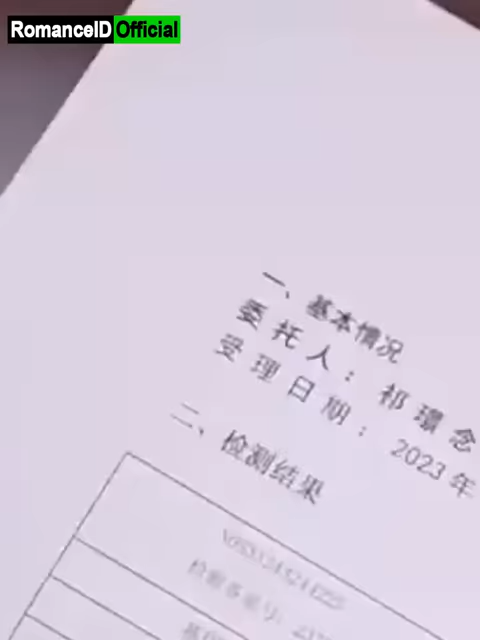 RomanceID Official
一、基本情况
委托人：祁璟念
受理日期：2023年
二、检测结果